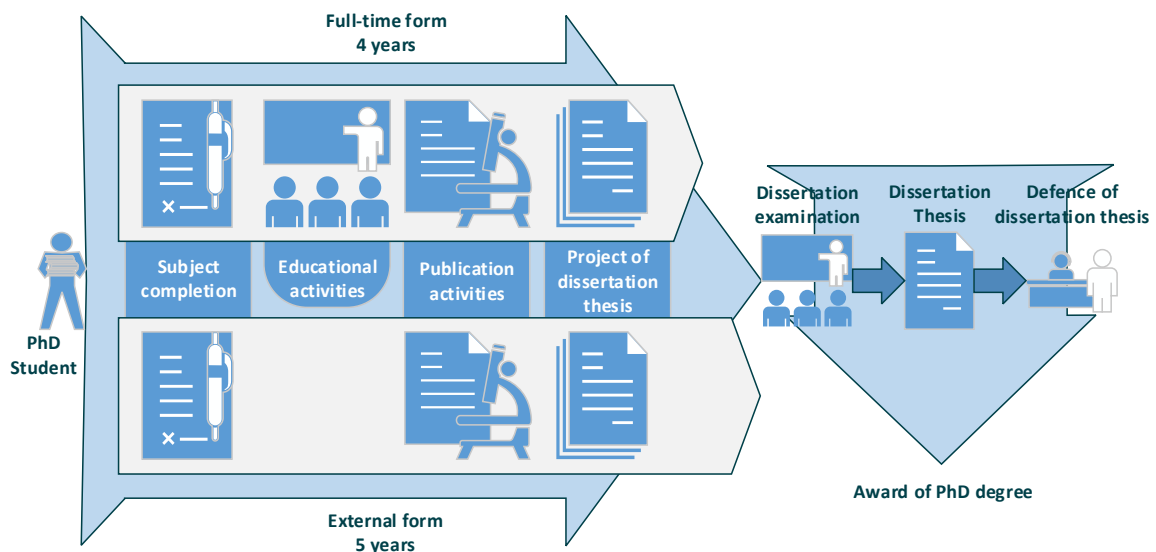 Full-time form
4 years
Subject
completion
Educational
activities
Publication
activities
Project of
dissertation
thesis
PhD
Student
External form
5 years
Dissertation
examination
Dissertation
Thesis
Defence of
dissertation thesis
Award of PhD degree